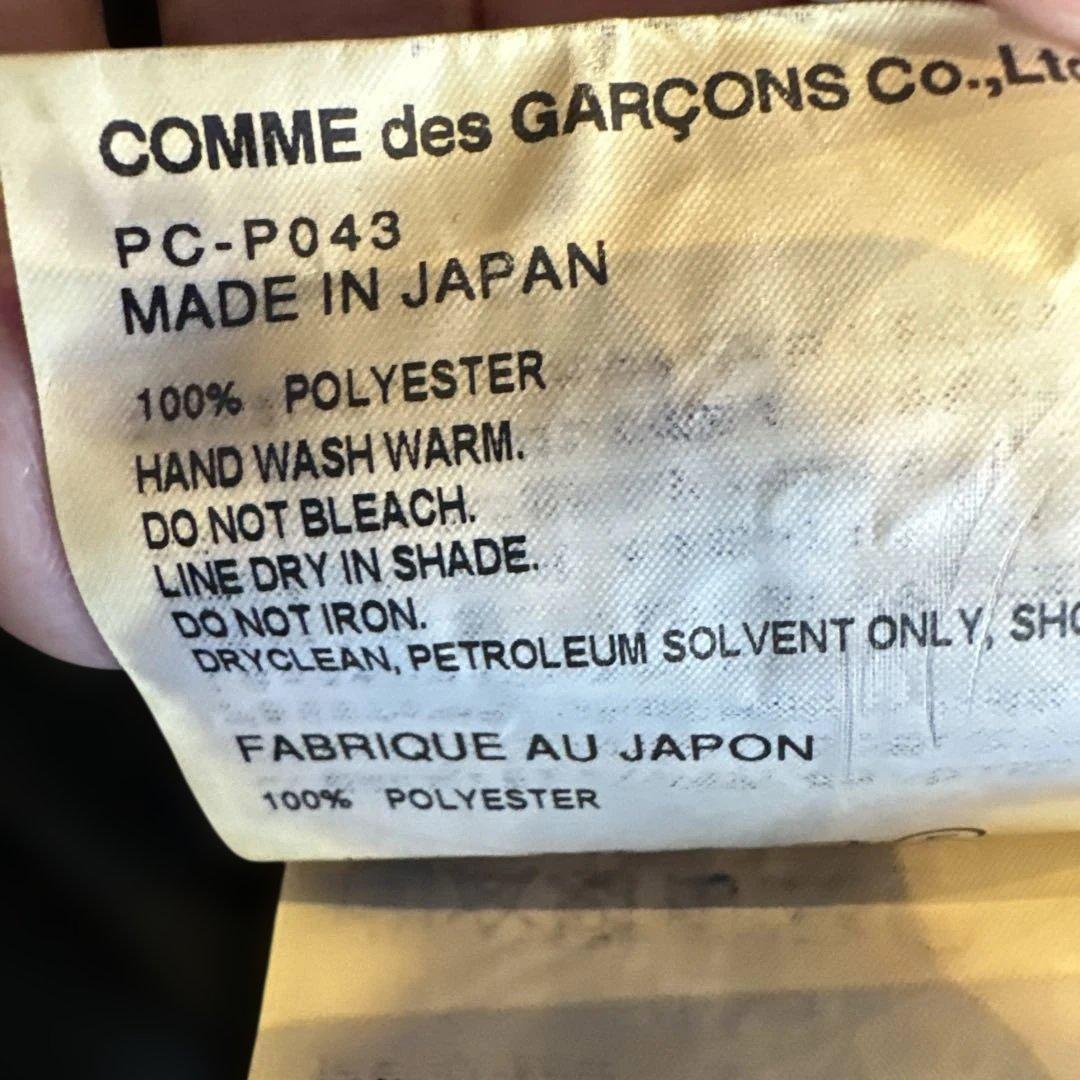 COMME des GARÇONS Co.,Ltd
PC-P043
MADE IN JAPAN
100% POLYESTER
HAND WASH WARM.
DO NOT BLEACH.
LINE DRY IN SHADE.
DO NOT IRON.
DRYCLEAN, PETROLEUM SOLVENT ONLY,
FABRIQUE AU JAPON
100% POLYESTER